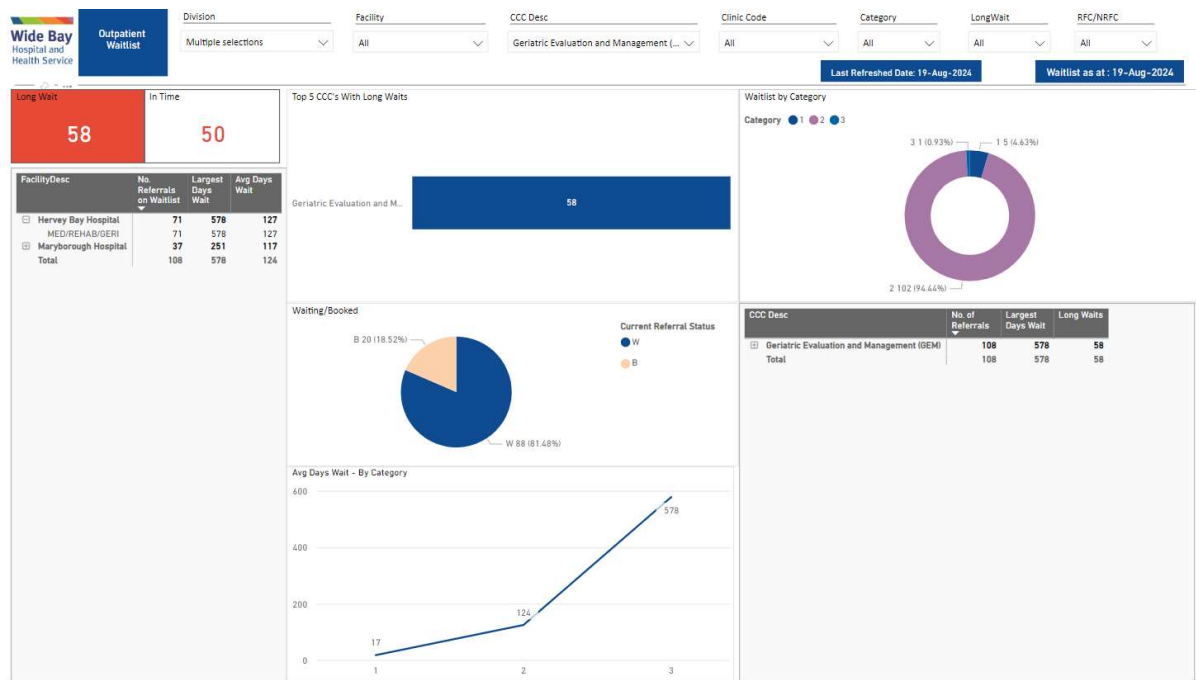 Wide Bay
Hospital and
Health Service
Outpatient
Waitlist
Division
Multiple selections
Facility
All
CCC Desc
Geriatric Evaluation and Management (...
Clinic Code
All
Category
All
LongWait
All
RFC/NRFC
All
Last Refreshed Date: 19-Aug-2024
Waitlist as at : 19-Aug-2024
Long Wait
58
In Time
50
FacilityDesc No. Referrals on Waitlist Largest Days Wait Avg Days Wait
Hervey Bay Hospital 71 578 127
MED/REHAB/GERI 71 578 127
Maryborough Hospital 37 251 117
Total 108 578 124
Top 5 CCC's With Long Waits
Geriatric Evaluation and M...
58
Waitlist by Category
Category 1 2 3
3 1 (0.93%)
1 5 (4.63%)
2 102 (94.44%)
Waiting/Booked
B 20 (18.52%)
W 88 (81.48%)
Current Referral Status
W
B
CCC Desc No. of Referrals Largest Days Wait Long Waits
Geriatric Evaluation and Management (GEM) 108 578 58
Total 108 578 58
Avg Days Wait - By Category
600
400
200
0
17
124
578
1 2 3